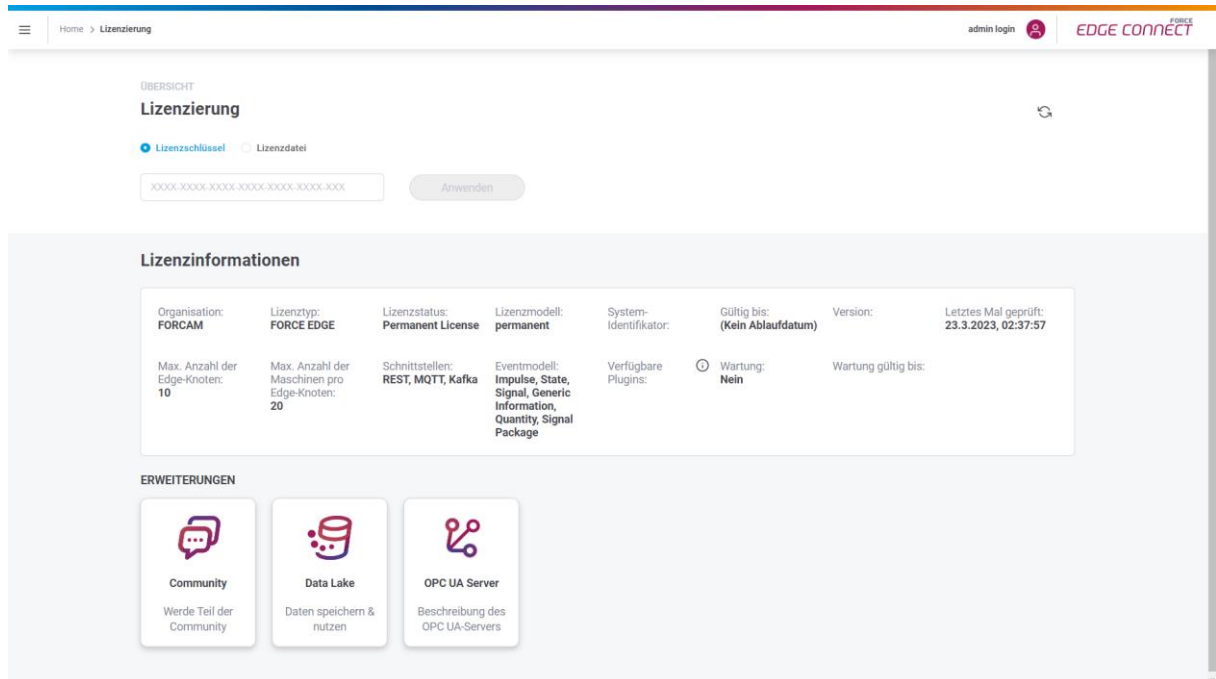 Home > Lizenzierung
admin login
FORCE
EDGE CONNECT
ÜBERSICHT
Lizenzierung
Lizenzschlüssel
Lizenzdatei
XXXX-XXXX-XXXX-XXXX-XXXX-XXXX-XXX
Anwenden
Lizenzinformationen
Organisation:
FORCAM
Lizenztyp:
FORCE EDGE
Lizenzstatus:
Permanent License
Lizenzmodell:
permanent
System-
Identifikator:
Gültig bis:
(Kein Ablaufdatum)
Version:
Letztes Mal geprüft:
23.3.2023, 02:37:57
Max. Anzahl der
Edge-Knoten:
10
Max. Anzahl der
Maschinen pro
Edge-Knoten:
20
Schnittstellen:
REST, MQTT, Kafka
Eventmodell:
Impulse, State,
Signal, Generic
Information,
Quantity, Signal
Package
Verfügbare
Plugins:
Wartung:
Nein
Wartung gültig bis:
ERWEITERUNGEN
Community
Werde Teil der
Community
Data Lake
Daten speichern &
nutzen
OPC UA Server
Beschreibung des
OPC UA-Servers